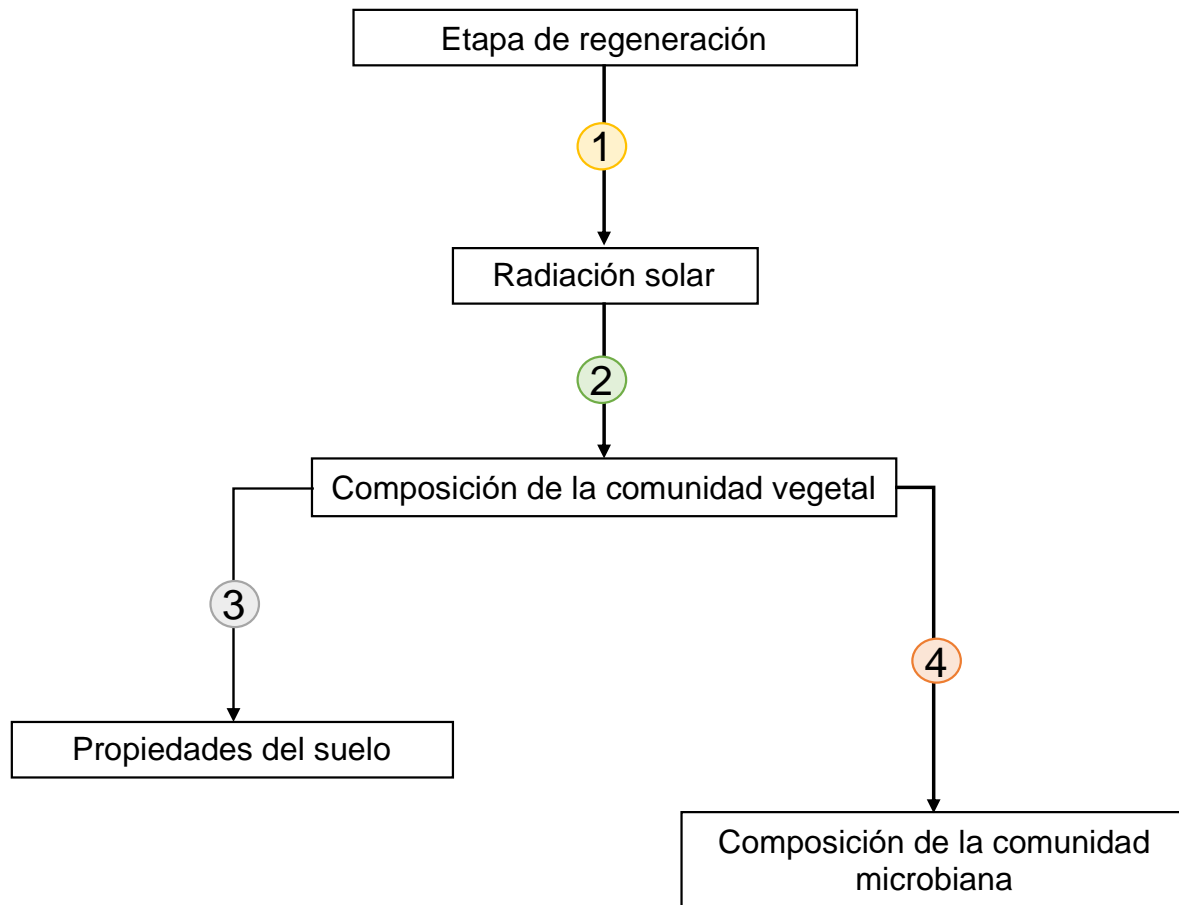 Etapa de regeneración
1
Radiación solar
2
Composición de la comunidad vegetal
3
4
Propiedades del suelo
Composición de la comunidad
microbiana